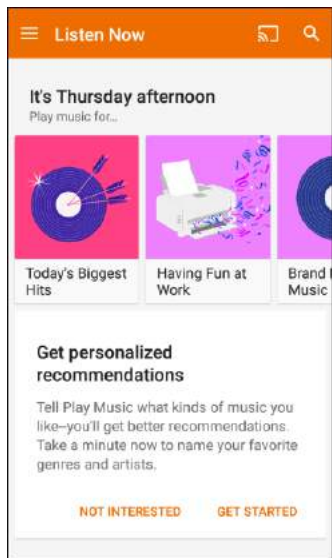 Listen Now
It's Thursday afternoon
Play music for...
Today's Biggest
Hits
Having Fun at
Work
Brand
Music
Get personalized
recommendations
Tell Play Music what kinds of music you
like–you'll get better recommendations.
Take a minute now to name your favorite
genres and artists.
NOT INTERESTED GET STARTED